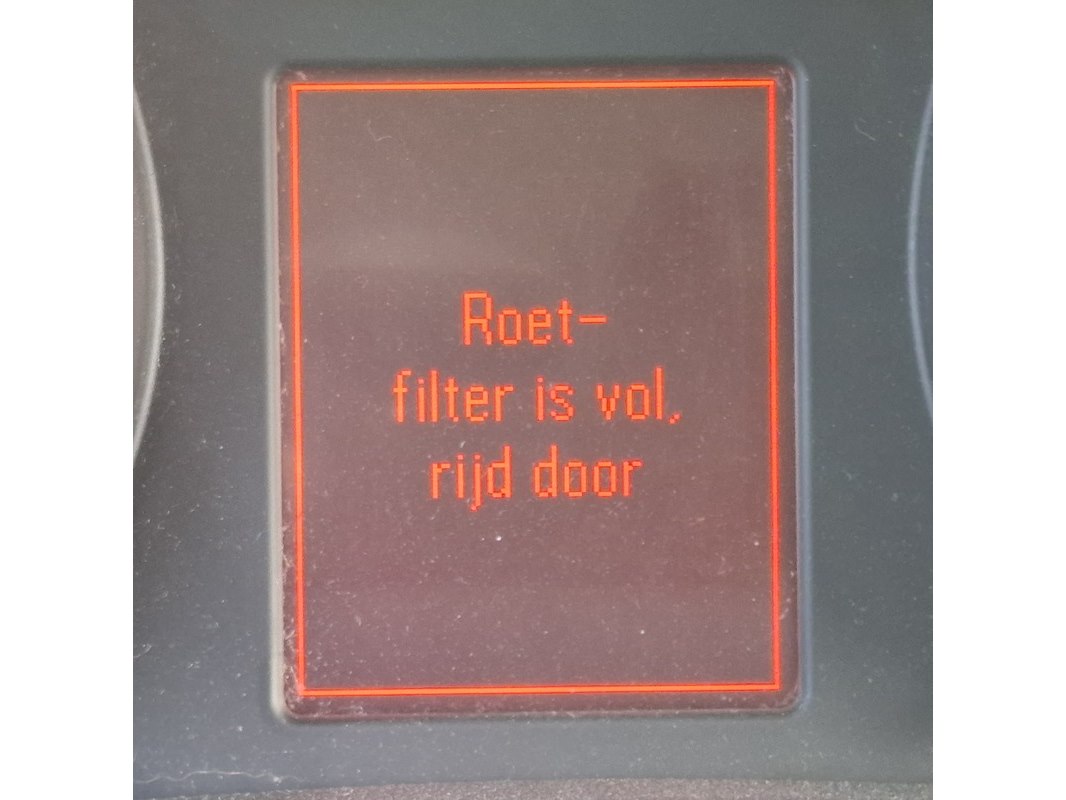 Roet-
filter is vol,
rijd door